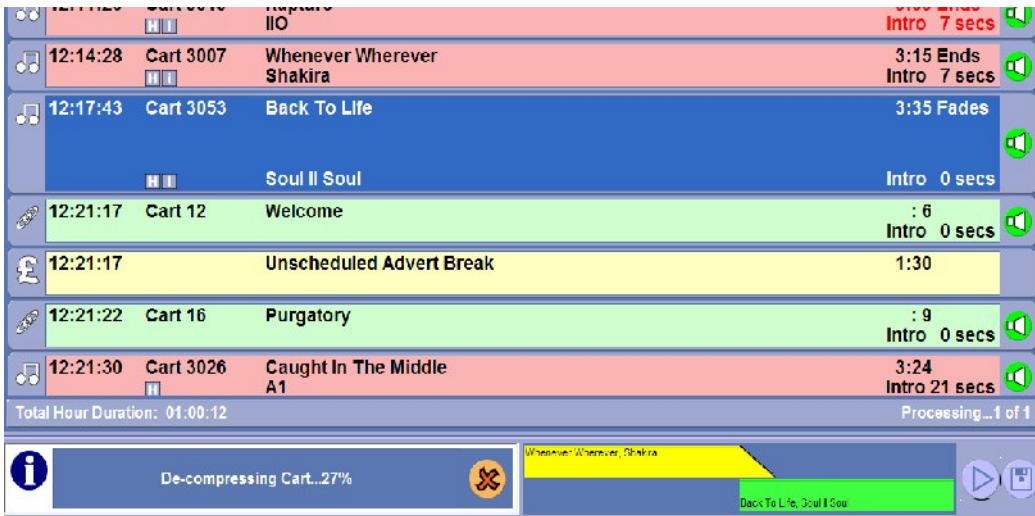 Rapture
IIO
Intro 7 secs
12:14:28 Cart 3007 Whenever Wherever 3:15 Ends
H i Shakira Intro 7 secs
12:17:43 Cart 3053 Back To Life 3:35 Fades
H I Soul II Soul Intro 0 secs
12:21:17 Cart 12 Welcome : 6
Intro 0 secs
£ 12:21:17 Unscheduled Advert Break 1:30
12:21:22 Cart 16 Purgatory : 9
Intro 0 secs
12:21:30 Cart 3026 Caught In The Middle 3:24
H A1 Intro 21 secs
Total Hour Duration: 01:00:12 Processing...1 of 1
Whenever Wherever, Shakira
i De-compressing Cart...27%
Back To Life, Soul II Soul